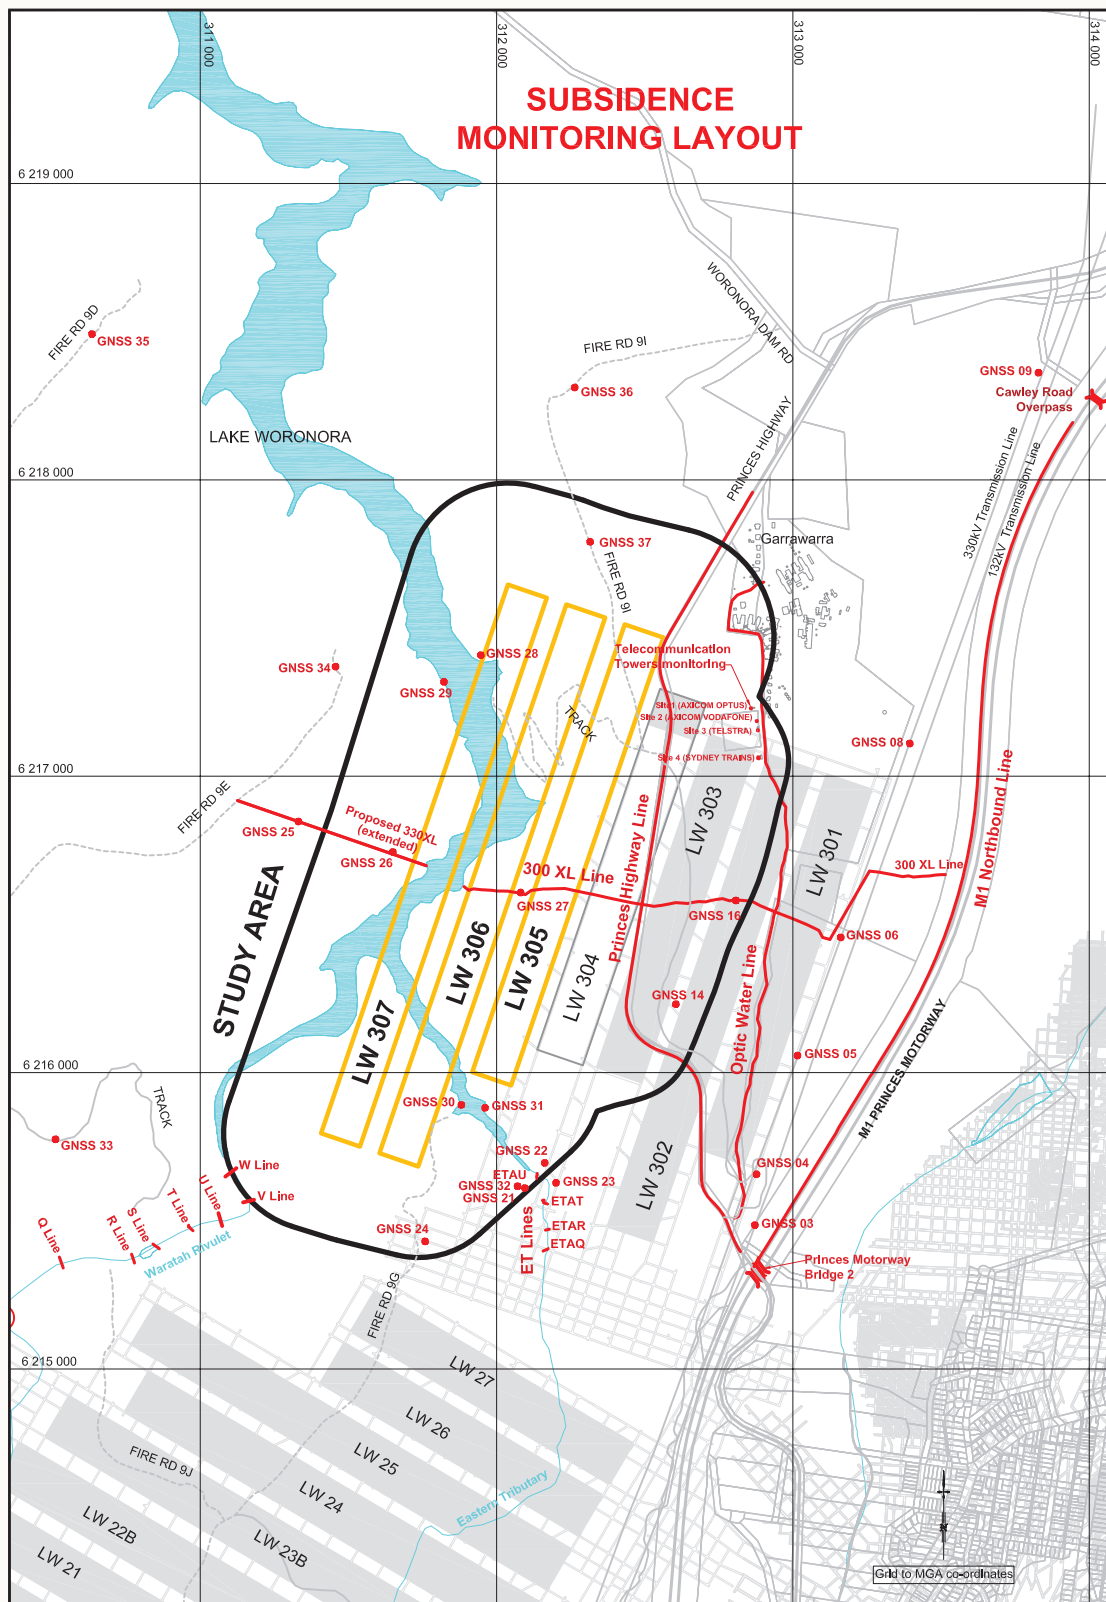 311 000
312 000
313 000
314 000
SUBSIDENCE
MONITORING LAYOUT
6 219 000
WORONORA DAM RD
FIRE RD 9D
GNSS 35
FIRE RD 9I
GNSS 36
GNSS 09
Cawley Road
Overpass
PRINCES HIGHWAY
LAKE WORONORA
6 218 000
330kV Transmission Line
132kV Transmission Line
GNSS 37
Garrawarra
FIRE RD 9I
GNSS 28
Telecommunication
Towers monitoring
GNSS 34
GNSS 29
Site1 (AXICOM OPTUS)
Site 2 (AXICOM VODAFONE)
Site 3 (TELSTRA)
TRACK
GNSS 08
Site 4 (SYDNEY TRAINS)
6 217 000
FIRE RD 9E
GNSS 25
Proposed 330XL
(extended)
GNSS 26
LW 303
LW 301
M1 Northbound Line
Princes Highway Line
300 XL Line
300 XL Line
GNSS 27
GNSS 16
GNSS 06
STUDY AREA
LW 306
LW 305
LW 304
GNSS 14
Optic Water Line
LW 307
GNSS 05
M1 PRINCES MOTORWAY
6 216 000
TRACK
GNSS 30
GNSS 31
GNSS 33
LW 302
W Line
GNSS 22
ETAU
GNSS 32
GNSS 21
GNSS 23
GNSS 04
V Line
U Line
T Line
S Line
R Line
Q Line
ETAT
ET Lines
ETAR
ETAQ
GNSS 03
GNSS 24
Waratah Rivulet
Princes Motorway
Bridge 2
FIRE RD 9G
6 215 000
LW 27
LW 26
LW 25
FIRE RD 9J
LW 24
Eastern Tributary
LW 22B
LW 23B
LW 21
N
Grid to MGA co-ordinates